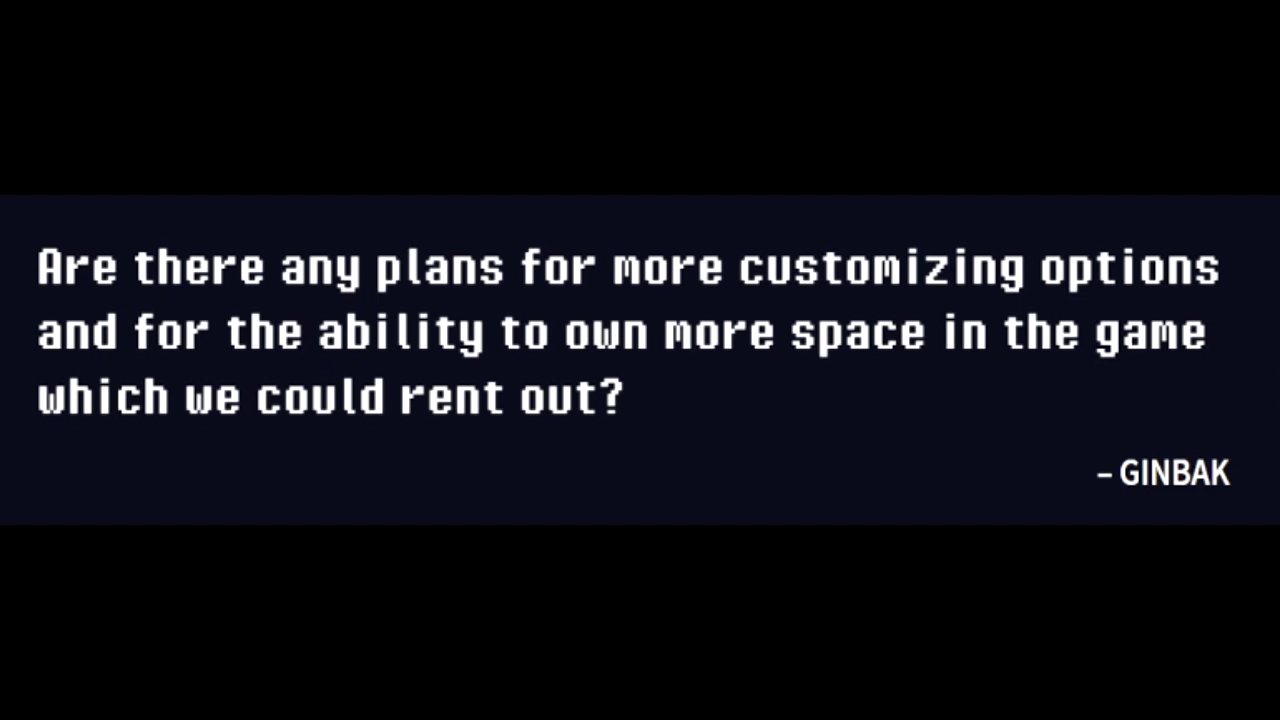 Are there any plans for more customizing options
and for the ability to own more space in the game
which we could rent out?
– GINBAK